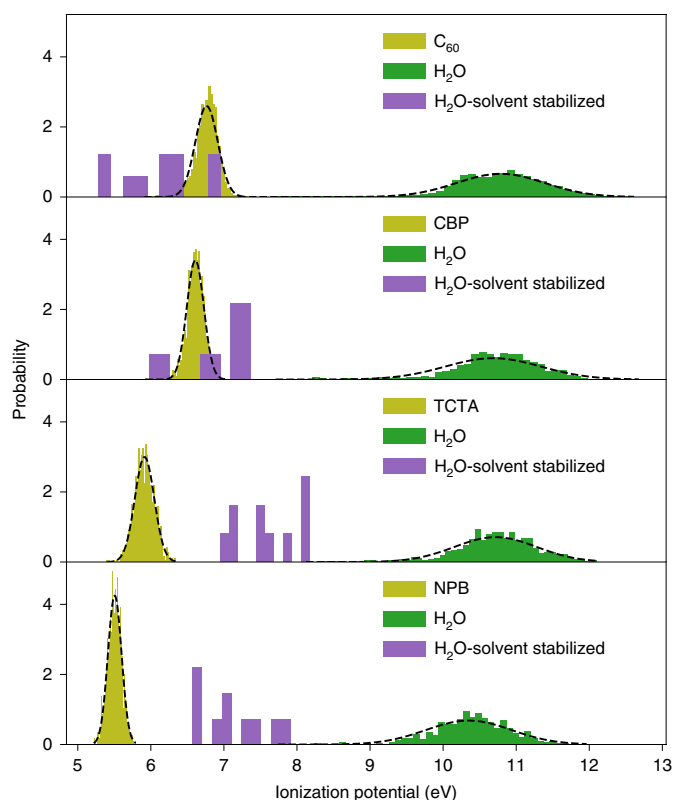 4
2
0
C₆₀
H₂O
H₂O-solvent stabilized
4
2
0
CBP
H₂O
H₂O-solvent stabilized
Probability
4
2
0
TCTA
H₂O
H₂O-solvent stabilized
4
2
0
NPB
H₂O
H₂O-solvent stabilized
5 6 7 8 9 10 11 12 13
Ionization potential (eV)